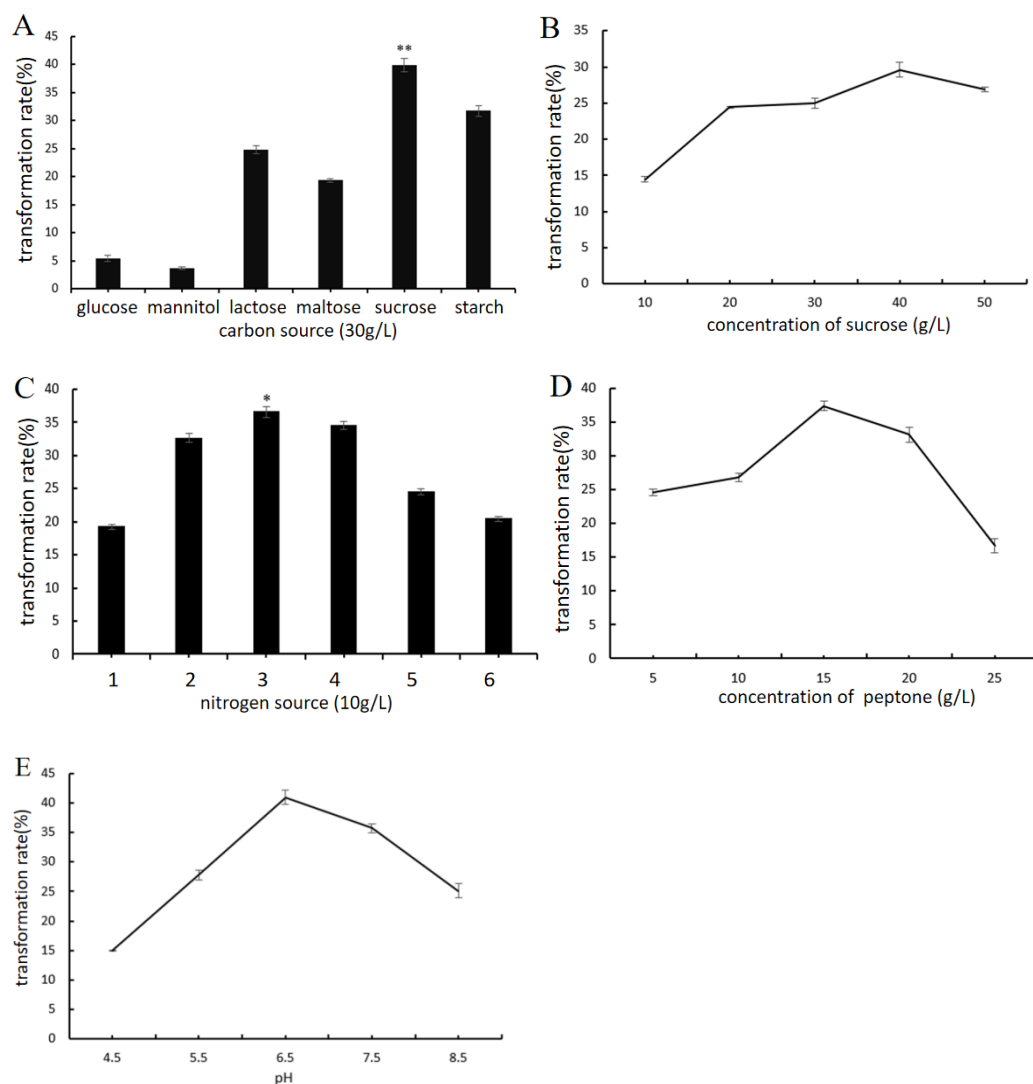 A
transformation rate(%)
45
40
35
30
25
20
15
10
5
0
**
glucose mannitol lactose maltose sucrose starch
carbon source (30g/L)
B
transformation rate(%)
35
30
25
20
15
10
5
0
10 20 30 40 50
concentration of sucrose (g/L)
C
transformation rate(%)
40
35
30
25
20
15
10
5
0
*
1 2 3 4 5 6
nitrogen source (10g/L)
D
transformation rate(%)
40
35
30
25
20
15
10
5
0
5 10 15 20 25
concentration of peptone (g/L)
E
transformation rate(%)
45
40
35
30
25
20
15
10
5
0
4.5 5.5 6.5 7.5 8.5
pH